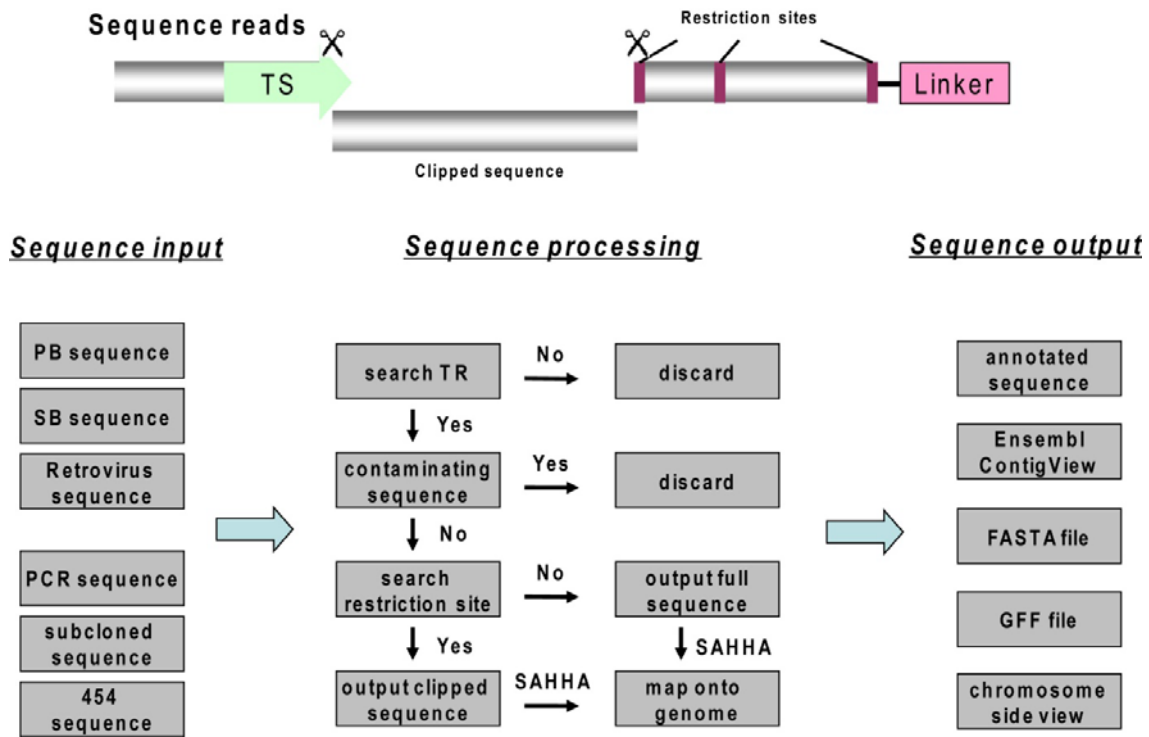 Sequence reads
Restriction sites
TS
Linker
Clipped sequence
Sequence input
Sequence processing
Sequence output
PB sequence
SB sequence
Retrovirus
sequence
PCR sequence
subcloned
sequence
454
sequence
search TR
No
discard
Yes
contaminating
sequence
Yes
discard
No
search
restriction site
No
output full
sequence
Yes
SAHHA
output clipped
sequence
SAHHA
map onto
genome
annotated
sequence
Ensembl
ContigView
FASTA file
GFF file
chromosome
side view